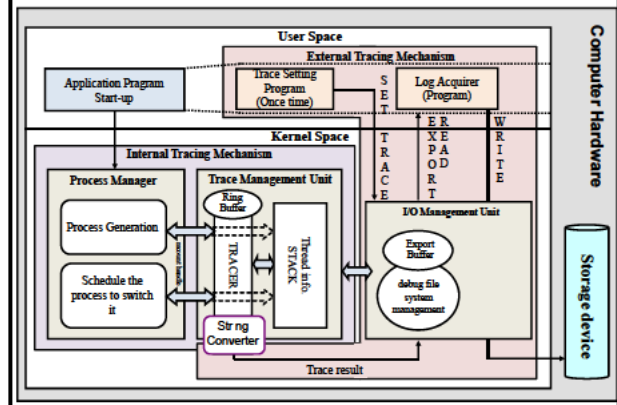 User Space
External Tracing Mechanism
Application Pragram
Start-up
Trace Setting
Program
(Once time)
SET TRACE
Log Acquirer
(Program)
EXPORT
READ
WRITE
Computer Hardware
Kernel Space
Internal Tracing Mechanism
Process Manager
Trace Management Unit
Ring
Buffer
Process Generation
Schedule the
process to switch
it
TRACER
Thread info.
STACK
I/O Management Unit
Export
Buffer
debug file
system
management
String
Converter
Trace result
Storage device